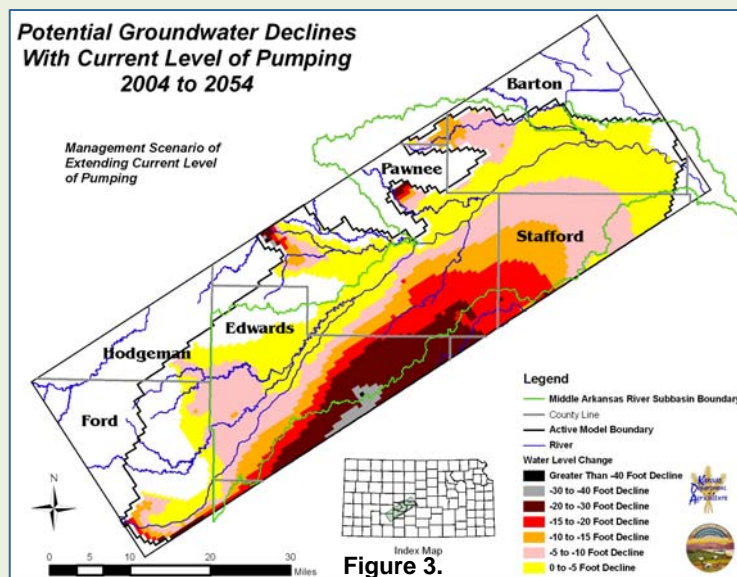 Potential Groundwater Declines
With Current Level of Pumping
2004 to 2054
Management Scenario of
Extending Current Level
of Pumping
Barton
Pawnee
Stafford
Edwards
Hodgeman
Ford
N
0 5 10 20 30
Miles
Index Map
Figure 3.
Legend
Middle Arkansas River Subbasin Boundary
County Line
Active Model Boundary
River
Water Level Change
Greater Than -40 Foot Decline
-30 to -40 Foot Decline
-20 to -30 Foot Decline
-15 to -20 Foot Decline
-10 to -15 Foot Decline
-5 to -10 Foot Decline
0 to -5 Foot Decline
Kansas
Department
of
Agriculture